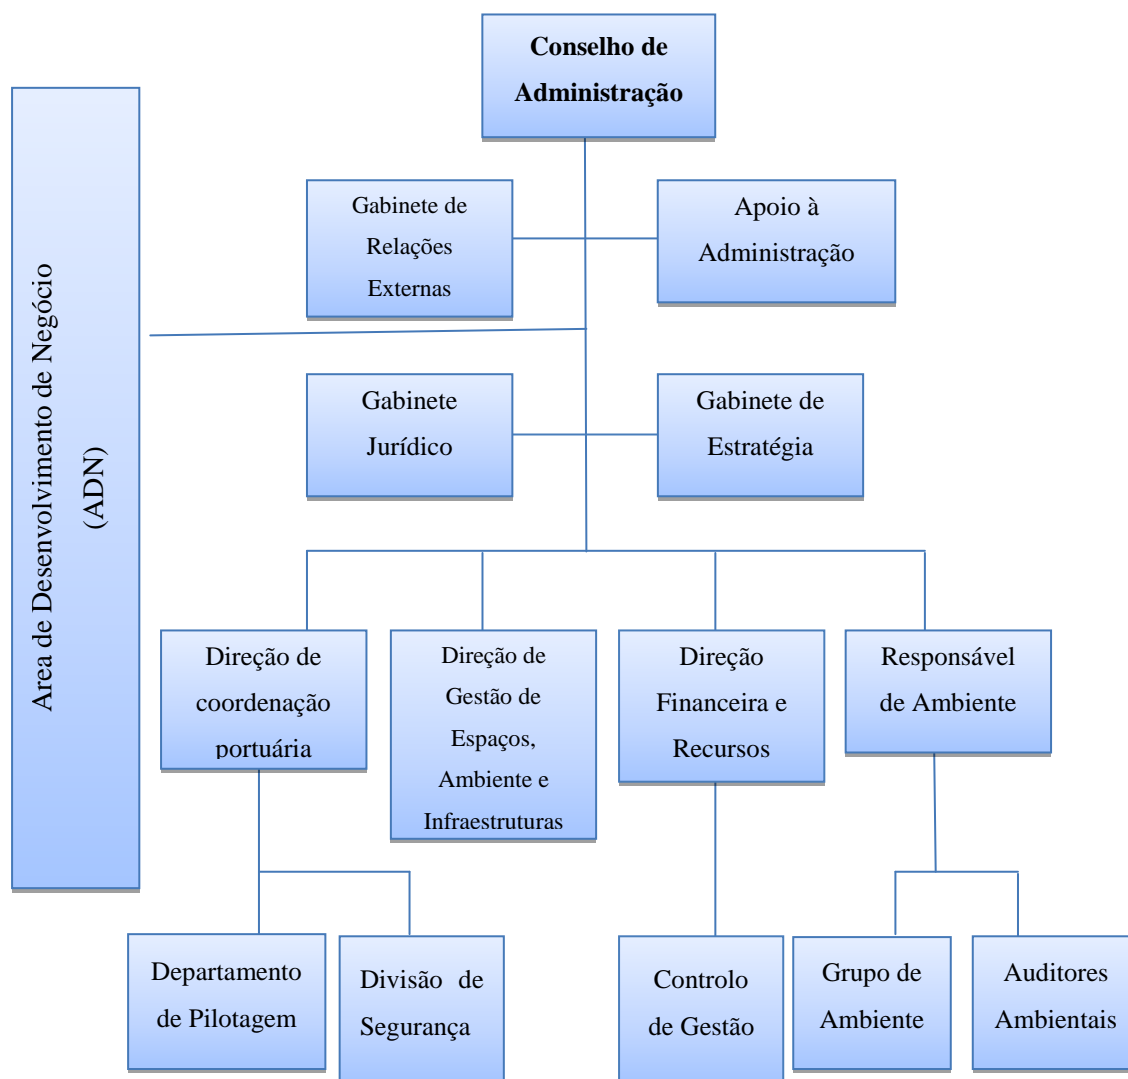 Conselho de
Administração
Gabinete de
Relações
Externas
Apoio à
Administração
Area de Desenvolvimento de Negócio
(ADN)
Gabinete
Jurídico
Gabinete de
Estratégia
Direção de
coordenação
portuária
Direção de
Gestão de
Espaços,
Ambiente e
Infraestruturas
Direção
Financeira e
Recursos
Responsável
de Ambiente
Departamento
de Pilotagem
Divisão de
Segurança
Controlo
de Gestão
Grupo de
Ambiente
Auditores
Ambientais